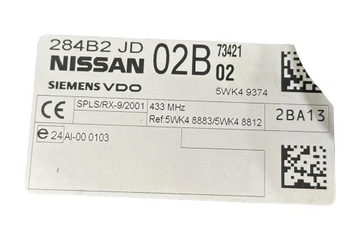 284B2 JD
NISSAN 02B 73421
02
SIEMENS VDO
5WK4 9374
SPLS/RX-9/2001 433 MHz
Ref:5WK4 8883/5WK4 8812
2BA13
e 24 AI-00 0103